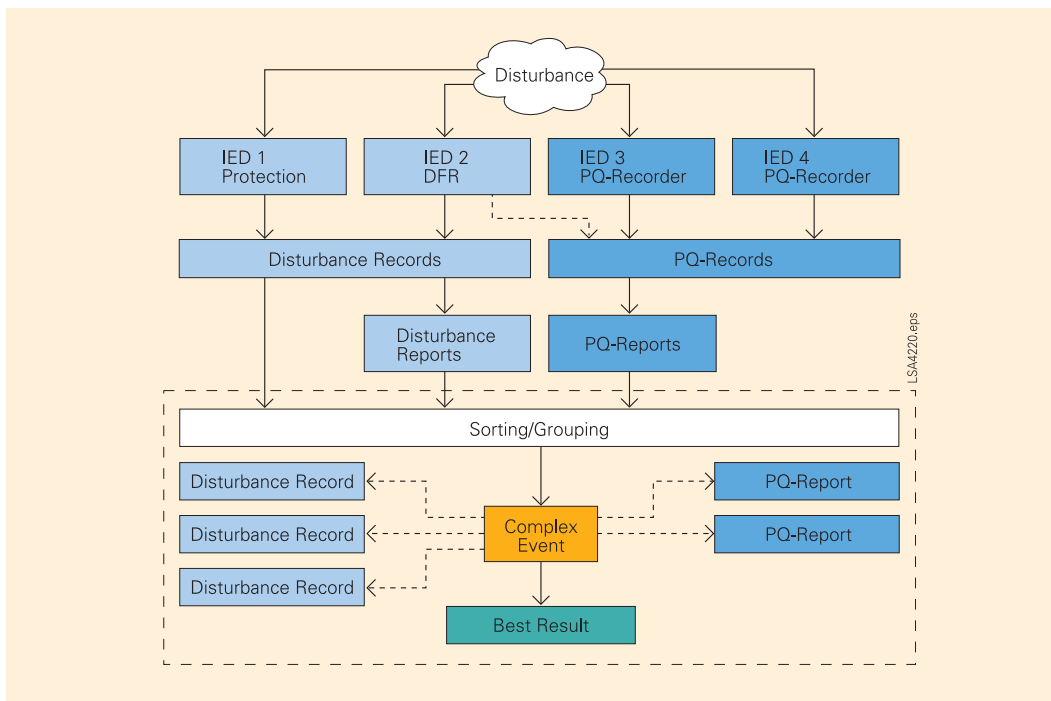 Disturbance
IED 1
Protection
IED 2
DFR
IED 3
PQ-Recorder
IED 4
PQ-Recorder
Disturbance Records
PQ-Records
Disturbance
Reports
PQ-Reports
LSA4220.eps
Sorting/Grouping
Disturbance Record
PQ-Report
Complex
Event
Disturbance Record
PQ-Report
Disturbance Record
Best Result